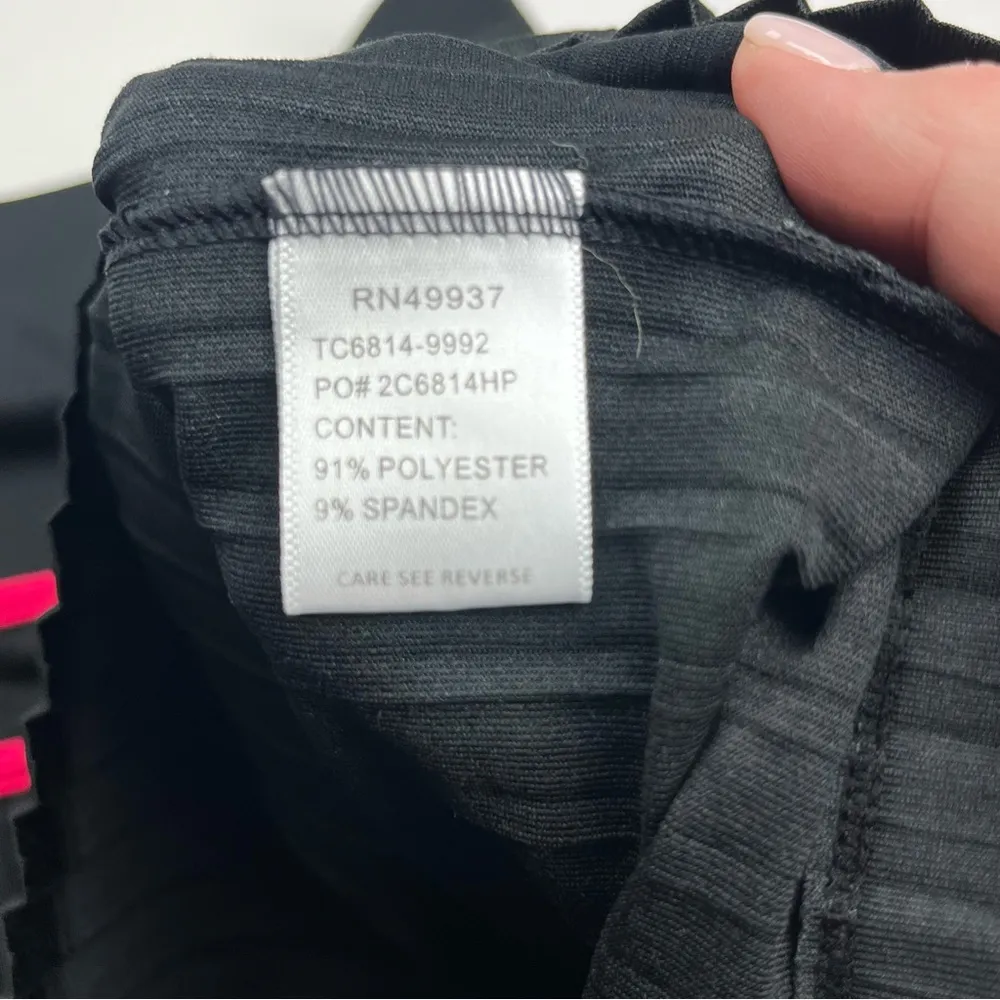 RN49937
TC6814-9992
PO# 2C6814HP
CONTENT:
91% POLYESTER
9% SPANDEX
CARE SEE REVERSE